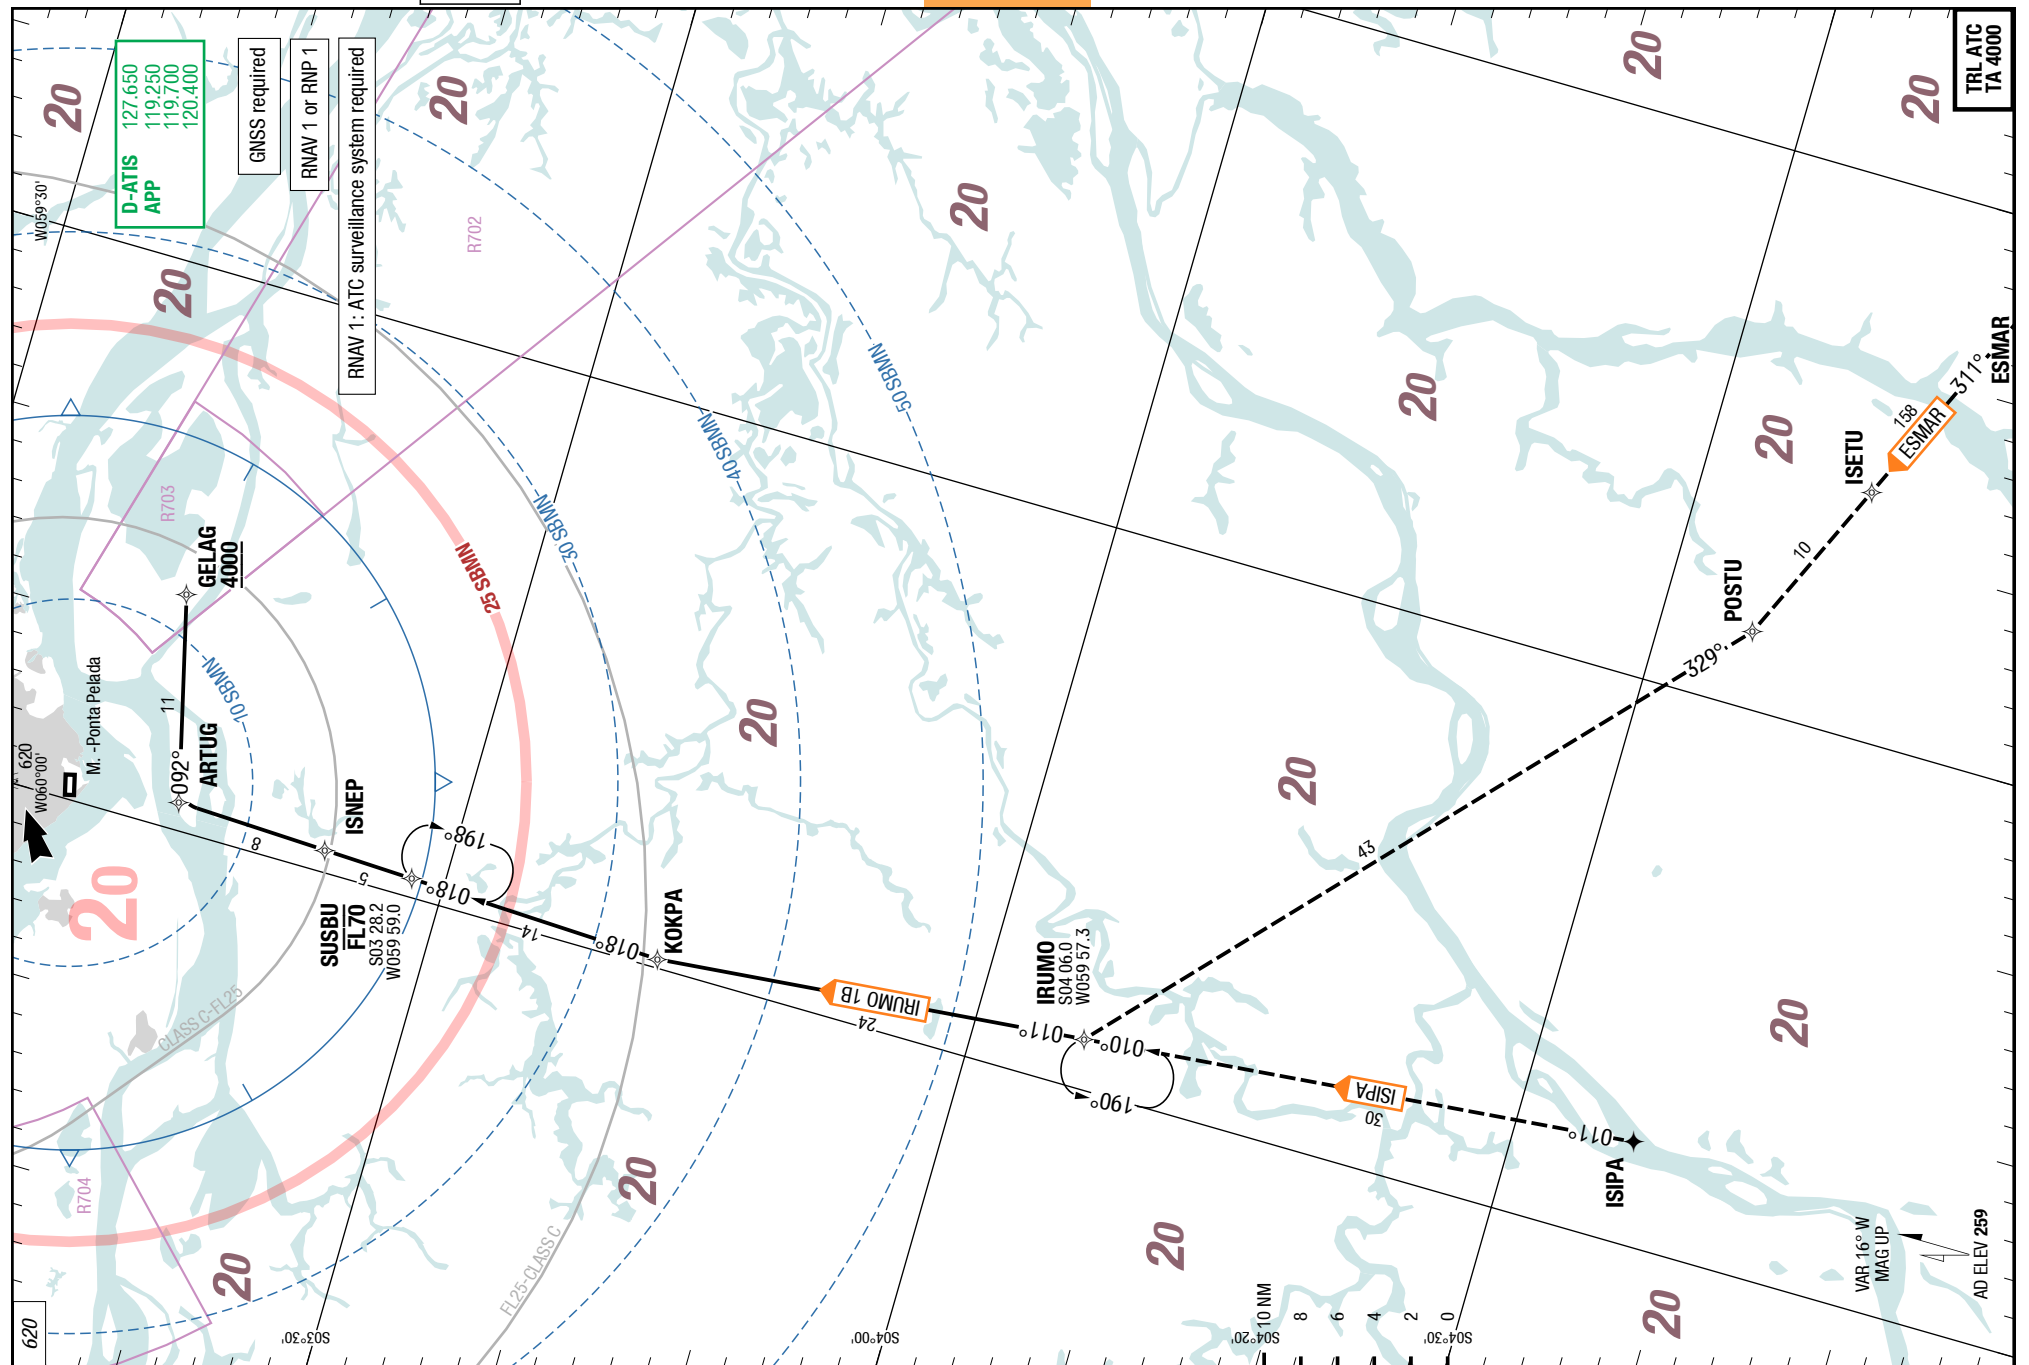 20
D-ATIS 127.650
APP 119.250
119.700
120.400
GNSS required
RNAV 1 or RNP 1
RNAV 1: ATC surveillance system required
TRL ATC
TA 4000
W059°30'
20
20
20
20
20
R702
R703
GELAG
4000
11
092°
ARTUG
M. -Ponta Pelada
620
W060°00'
10 SBMN
25 SBMN
30 SBMN
40 SBMN
50 SBMN
20
ISNEP
8
5
SUSBU
FL70
S03 28.2
W059 59.0
198°
018°
14
018°
KOKPA
IRUMO 1B
24
011°
IRUMO
S04 06.0
W059 57.3
010°
190°
ISIPA
30
011°
ISIPA
43
329°
POSTU
10
ISETU
158
ESMAR
311°
ESMAR
20
20
20
20
20
20
20
20
20
20
CLASS C-FL25
FL25-CLASS C
R704
620
S03°30'
S04°00'
S04°20'
S04°30'
10 NM
8
6
4
2
0
VAR 16° W
MAG UP
AD ELEV 259